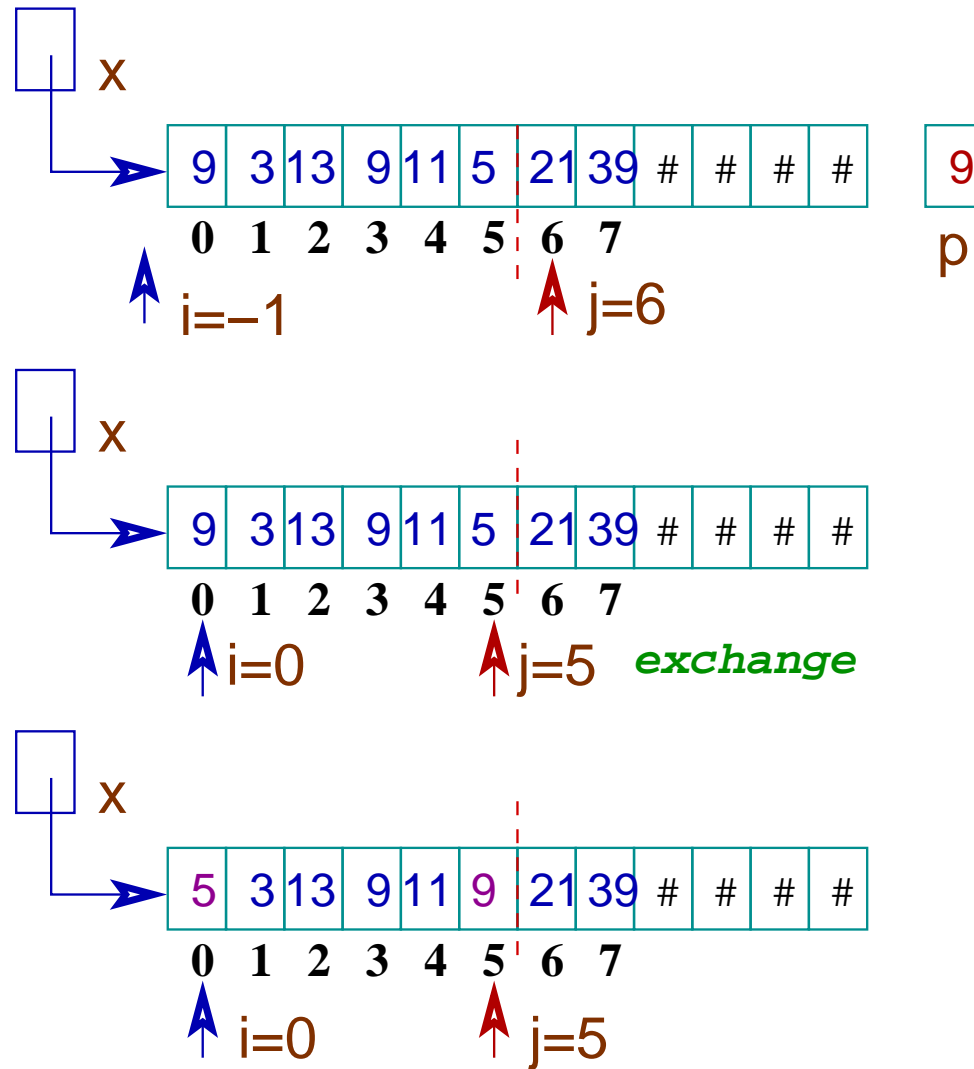 x
9 3 13 9 11 5 21 39 # # # # 9
0 1 2 3 4 5 6 7 p
i=−1 j=6
x
9 3 13 9 11 5 21 39 # # # #
0 1 2 3 4 5 6 7
i=0 j=5 exchange
x
5 3 13 9 11 9 21 39 # # # #
0 1 2 3 4 5 6 7
i=0 j=5